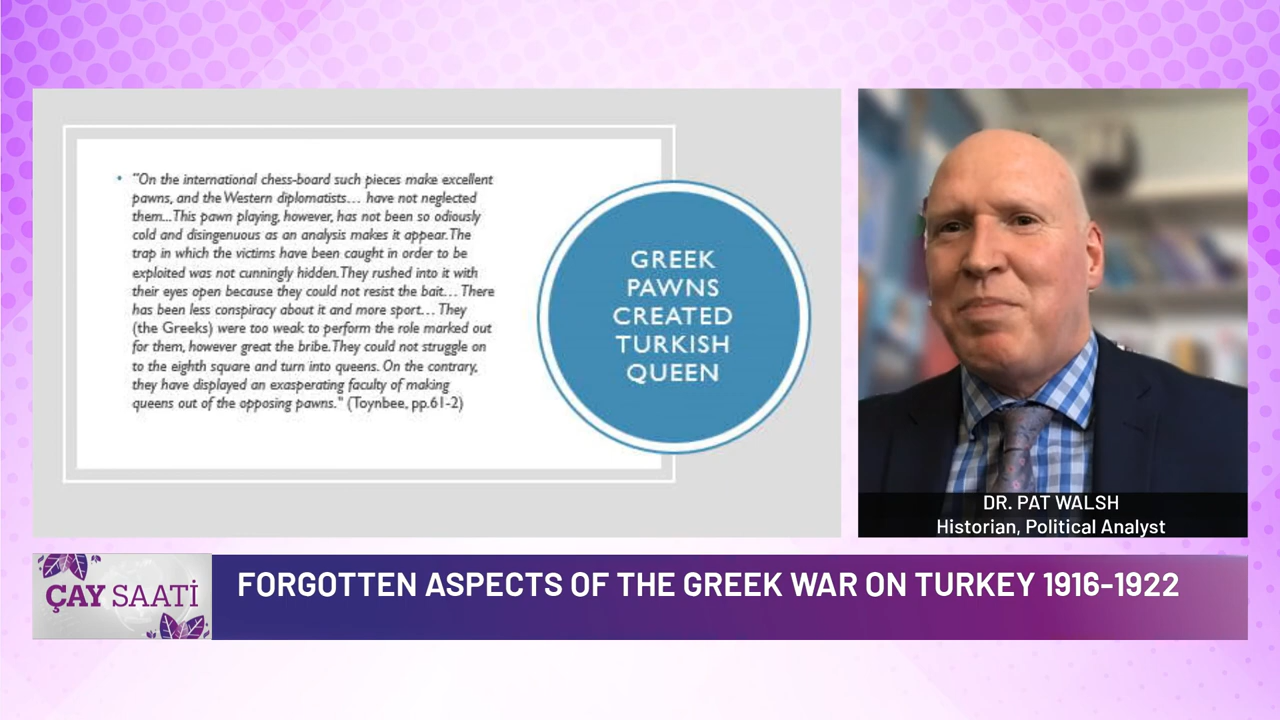 • "On the international chess-board such pieces make excellent
pawns, and the Western diplomatists… have not neglected
them...This pawn playing, however, has not been so odiously
cold and disingenuous as an analysis makes it appear.The
trap in which the victims have been caught in order to be
exploited was not cunningly hidden.They rushed into it with
their eyes open because they could not resist the bait… There
has been less conspiracy about it and more sport… They
(the Greeks) were too weak to perform the role marked out
for them, however great the bribe.They could not struggle on
to the eighth square and turn into queens. On the contrary,
they have displayed an exasperating faculty of making
queens out of the opposing pawns." (Toynbee, pp.61-2)
GREEK
PAWNS
CREATED
TURKISH
QUEEN
DR. PAT WALSH
Historian, Political Analyst
ÇAY SAATİ
FORGOTTEN ASPECTS OF THE GREEK WAR ON TURKEY 1916-1922